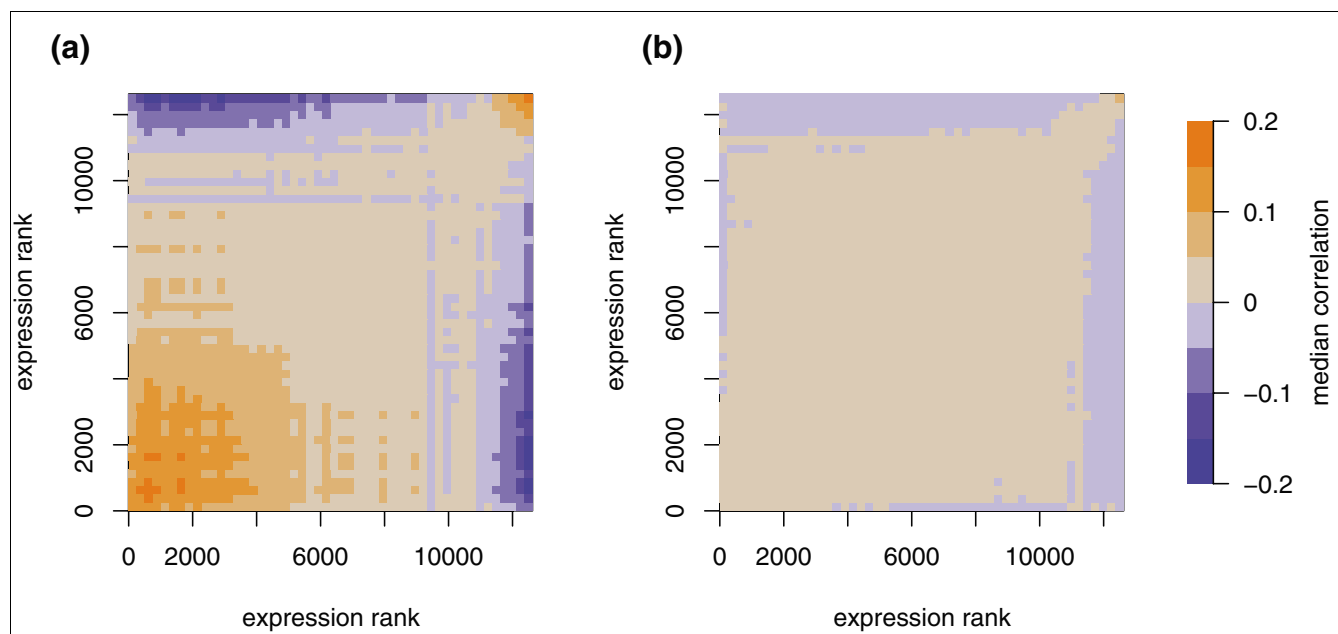 (a)
(b)
expression rank
0 2000 6000 10000
0 2000 6000 10000
expression rank
expression rank
0 2000 6000 10000
0 2000 6000 10000
expression rank
0.2
0.1
0
−0.1
−0.2
median correlation